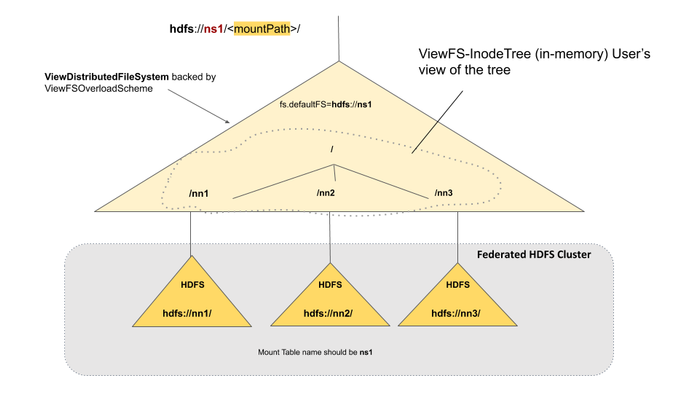 hdfs://ns1/<mountPath>/
ViewFS-InodeTree (in-memory) User's
view of the tree
ViewDistributedFileSystem backed by
ViewFSOverloadScheme
fs.defaultFS=hdfs://ns1
/
/nn1
/nn2
/nn3
Federated HDFS Cluster
HDFS
HDFS
HDFS
hdfs://nn1/
hdfs://nn2/
hdfs://nn3/
Mount Table name should be ns1